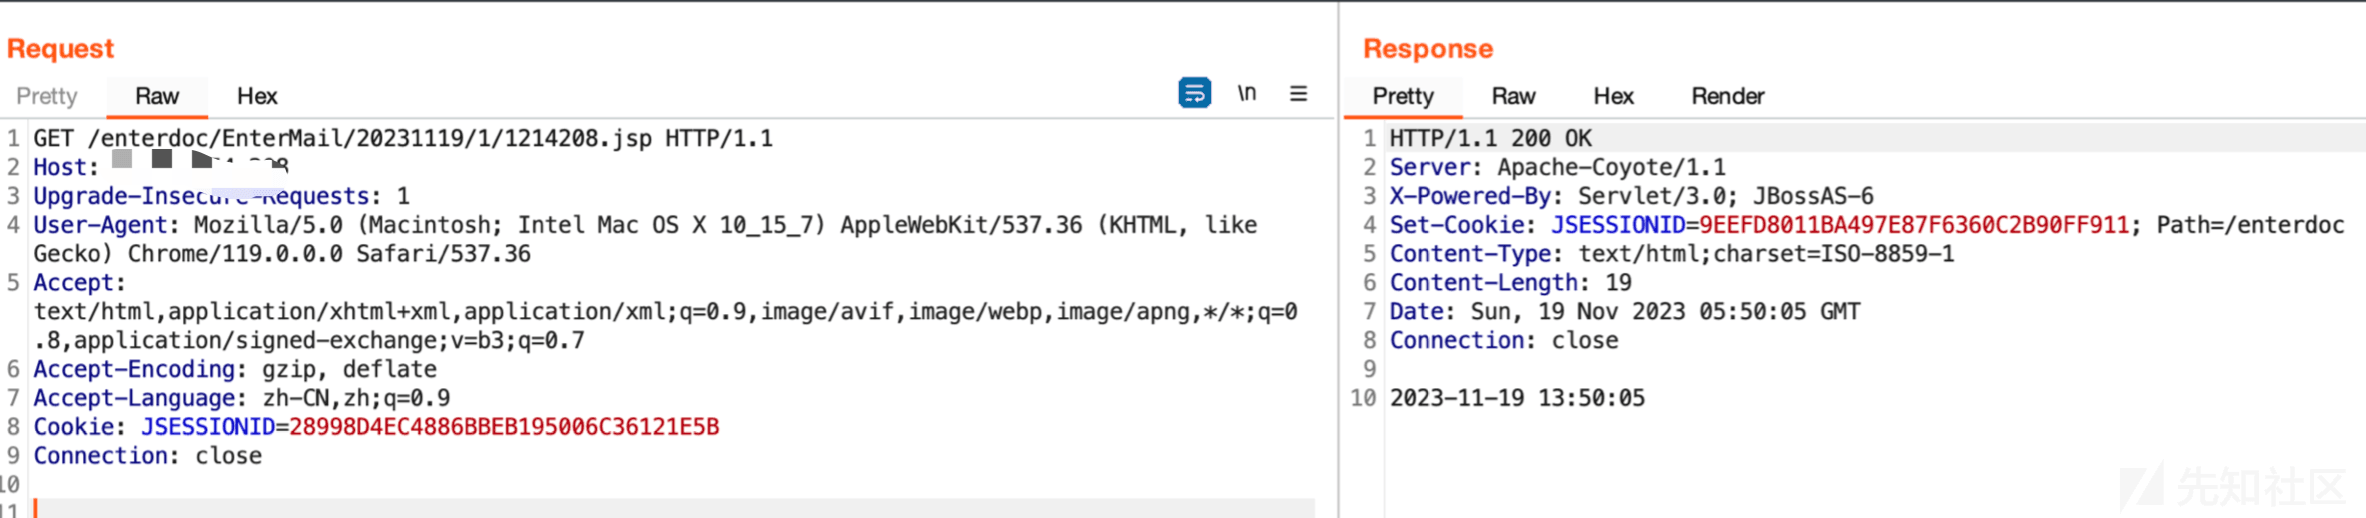 Request
Pretty Raw Hex
\n
1 GET /enterdoc/EnterMail/20231119/1/1214208.jsp HTTP/1.1
2 Host:
3 Upgrade-Insecure-Requests: 1
4 User-Agent: Mozilla/5.0 (Macintosh; Intel Mac OS X 10_15_7) AppleWebKit/537.36 (KHTML, like
Gecko) Chrome/119.0.0.0 Safari/537.36
5 Accept:
text/html,application/xhtml+xml,application/xml;q=0.9,image/avif,image/webp,image/apng,*/*;q=0
.8,application/signed-exchange;v=b3;q=0.7
6 Accept-Encoding: gzip, deflate
7 Accept-Language: zh-CN,zh;q=0.9
8 Cookie: JSESSIONID=28998D4EC4886BBEB195006C36121E5B
9 Connection: close
10
11
Response
Pretty Raw Hex Render
1 HTTP/1.1 200 OK
2 Server: Apache-Coyote/1.1
3 X-Powered-By: Servlet/3.0; JBossAS-6
4 Set-Cookie: JSESSIONID=9EEFD8011BA497E87F6360C2B90FF911; Path=/enterdoc
5 Content-Type: text/html;charset=ISO-8859-1
6 Content-Length: 19
7 Date: Sun, 19 Nov 2023 05:50:05 GMT
8 Connection: close
9
10 2023-11-19 13:50:05
先知社区